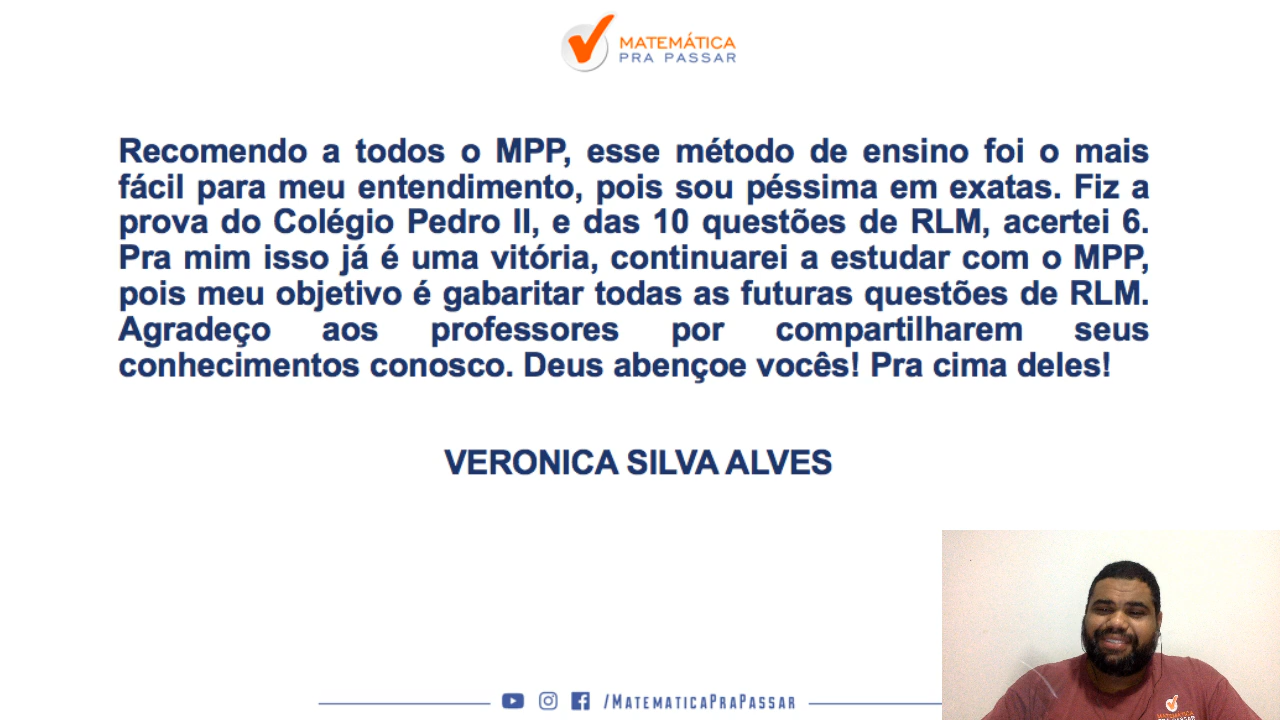 MATEMÁTICA
PRA PASSAR
Recomendo a todos o MPP, esse método de ensino foi o mais
fácil para meu entendimento, pois sou péssima em exatas. Fiz a
prova do Colégio Pedro II, e das 10 questões de RLM, acertei 6.
Pra mim isso já é uma vitória, continuarei a estudar com o MPP,
pois meu objetivo é gabaritar todas as futuras questões de RLM.
Agradeço aos professores por compartilharem seus
conhecimentos conosco. Deus abençoe vocês! Pra cima deles!
VERONICA SILVA ALVES
/MATEMATICAPRAPASSAR
MATEMÁTICA
PRA PASSAR